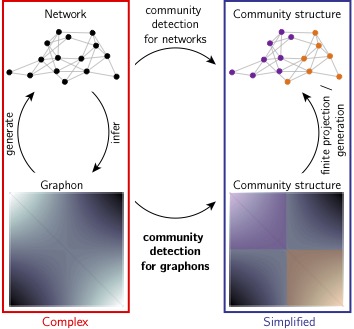 Network
community
detection
for networks
Community structure
generate
infer
finite projection /
generation
Graphon
Community structure
community
detection
for graphons
Complex
Simplified